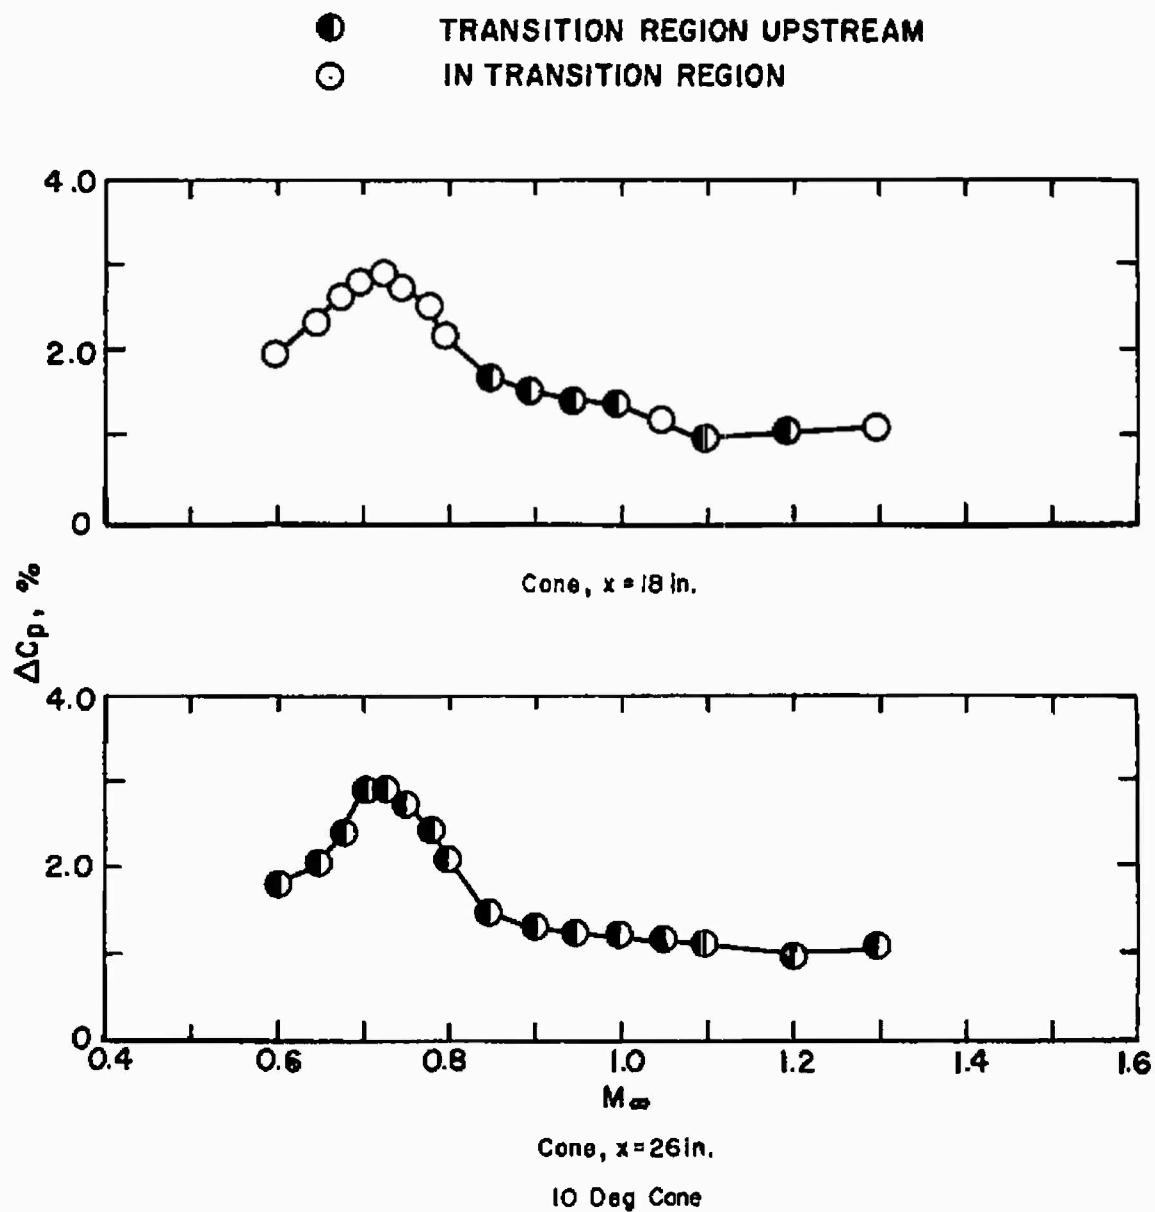 TRANSITION REGION UPSTREAM
IN TRANSITION REGION
4.0
2.0
0
Cone, x = 18 in.
ΔCp, %
4.0
2.0
0
0.4 0.6 0.8 1.0 1.2 1.4 1.6
M∞
Cone, x = 26 in.
10 Deg Cone